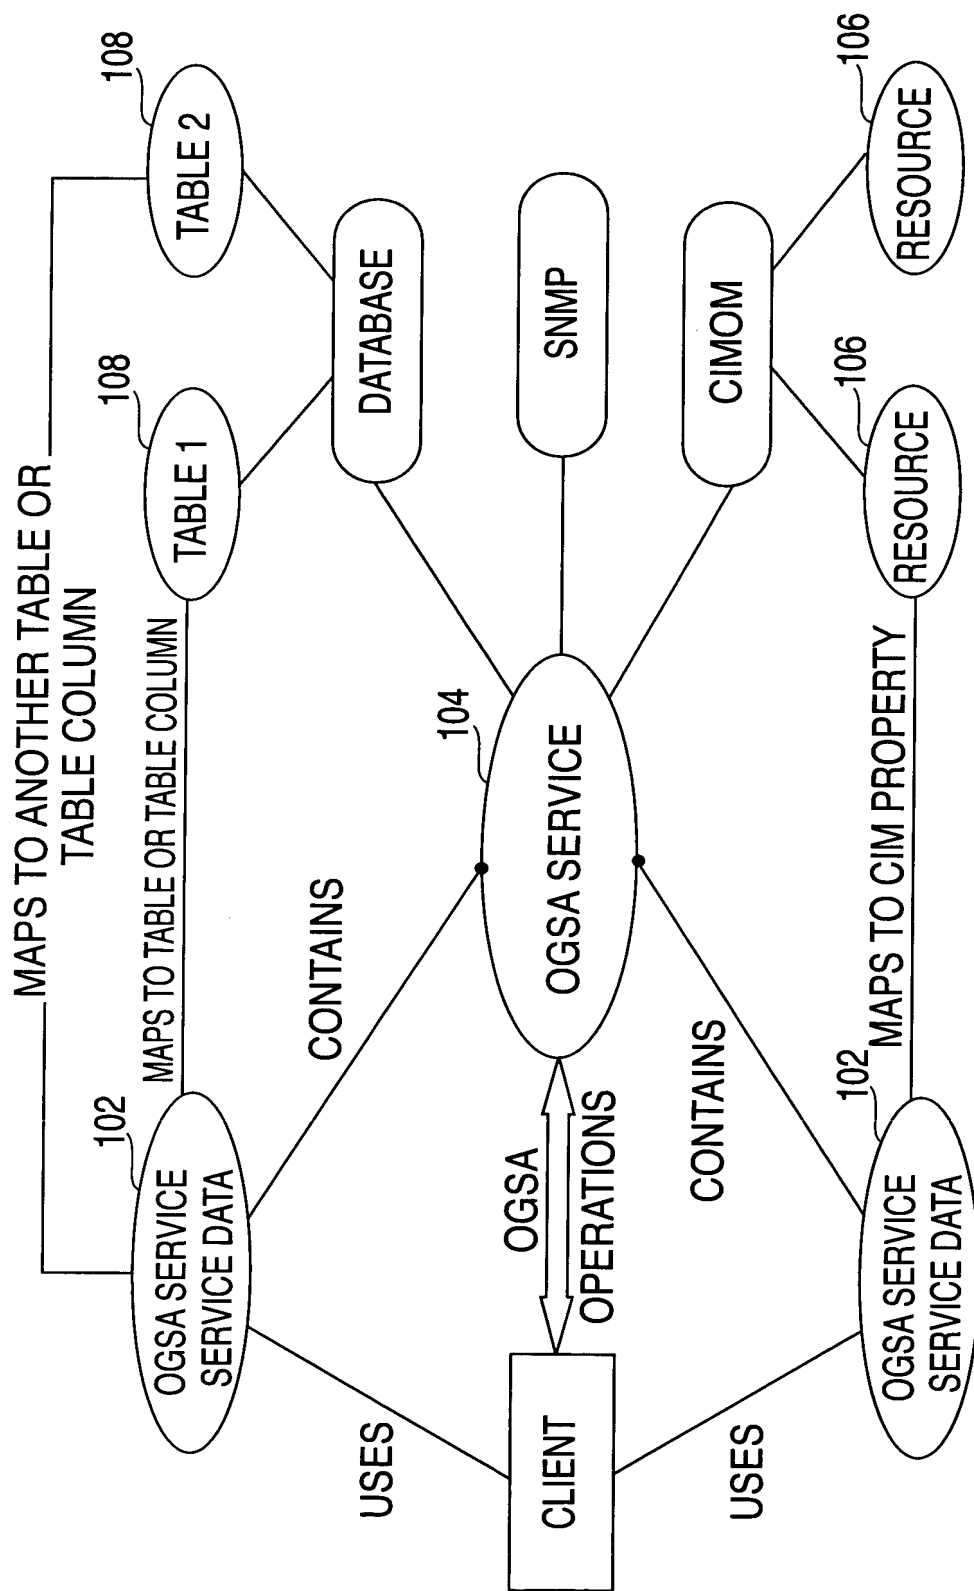 MAPS TO ANOTHER TABLE OR
TABLE COLUMN
102
108
108
OGSA SERVICE
SERVICE DATA
MAPS TO TABLE OR TABLE COLUMN
TABLE 1
TABLE 2
USES
CONTAINS
DATABASE
104
CLIENT
OGSA
OPERATIONS
OGSA SERVICE
SNMP
USES
CONTAINS
CIMOM
102
106
106
OGSA SERVICE
SERVICE DATA
MAPS TO CIM PROPERTY
RESOURCE
RESOURCE